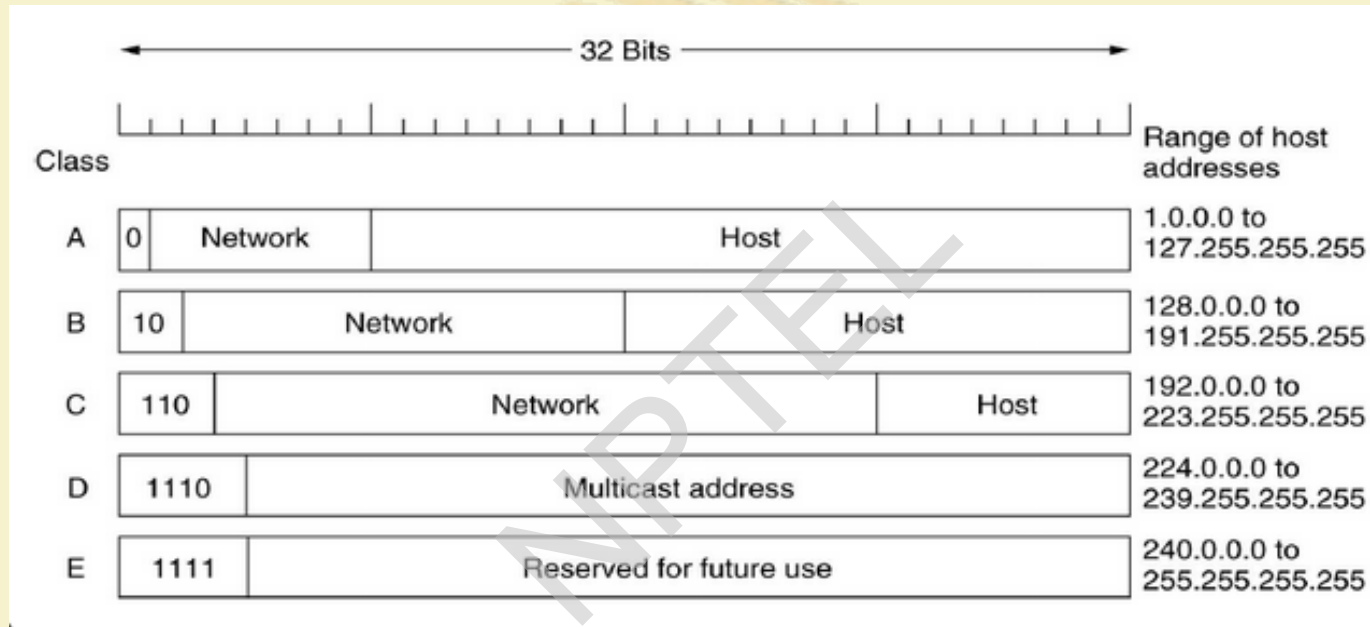 32 Bits
Class
Range of host
addresses
A 0 Network Host 1.0.0.0 to
127.255.255.255
B 10 Network Host 128.0.0.0 to
191.255.255.255
C 110 Network Host 192.0.0.0 to
223.255.255.255
D 1110 Multicast address 224.0.0.0 to
239.255.255.255
E 1111 Reserved for future use 240.0.0.0 to
255.255.255.255
NPTEL